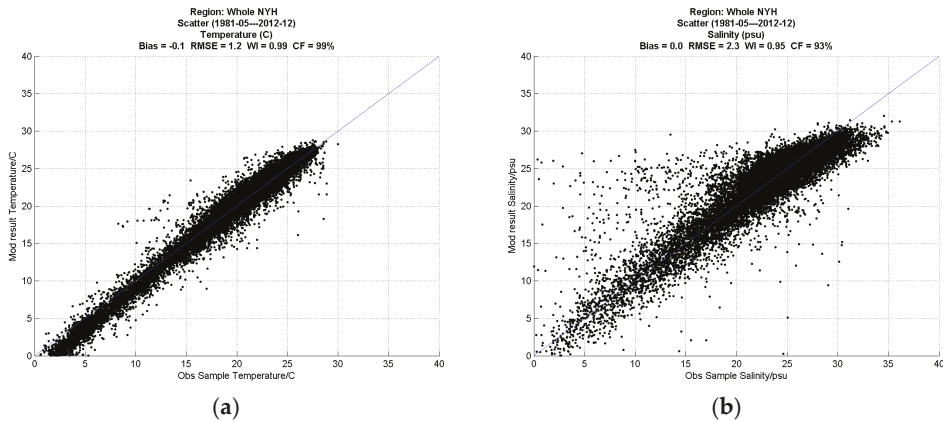 Region: Whole NYH
Scatter (1981-05---2012-12)
Temperature (C)
Bias = -0.1 RMSE = 1.2 WI = 0.99 CF = 99%
40
35
30
25
20
15
10
5
0
Mod result Temperature/C
0 5 10 15 20 25 30 35 40
Obs Sample Temperature/C
(a)
Region: Whole NYH
Scatter (1981-05---2012-12)
Salinity (psu)
Bias = 0.0 RMSE = 2.3 WI = 0.95 CF = 93%
40
35
30
25
20
15
10
5
0
Mod result Salinity/psu
0 5 10 15 20 25 30 35 40
Obs Sample Salinity/psu
(b)